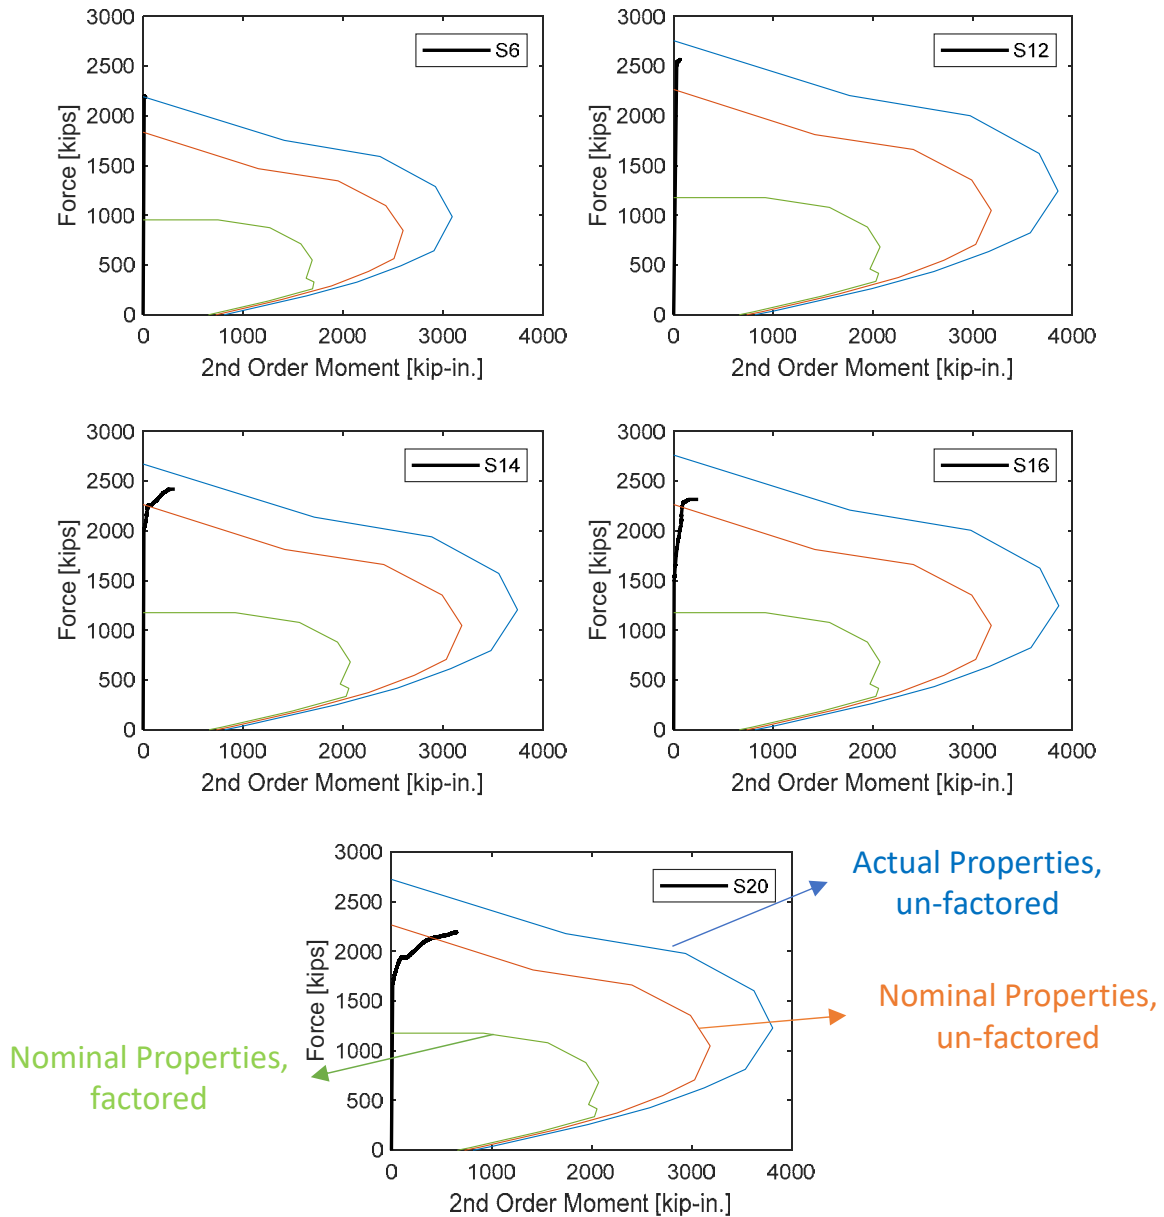 3000
2500
2000
1500
1000
500
0
Force [kips]
S6
0 1000 2000 3000 4000
2nd Order Moment [kip-in.]
3000
2500
2000
1500
1000
500
0
Force [kips]
S12
0 1000 2000 3000 4000
2nd Order Moment [kip-in.]
3000
2500
2000
1500
1000
500
0
Force [kips]
S14
0 1000 2000 3000 4000
2nd Order Moment [kip-in.]
3000
2500
2000
1500
1000
500
0
Force [kips]
S16
0 1000 2000 3000 4000
2nd Order Moment [kip-in.]
3000
2500
2000
1500
1000
500
0
Force [kips]
S20
0 1000 2000 3000 4000
2nd Order Moment [kip-in.]
Actual Properties,
un-factored
Nominal Properties,
un-factored
Nominal Properties,
factored